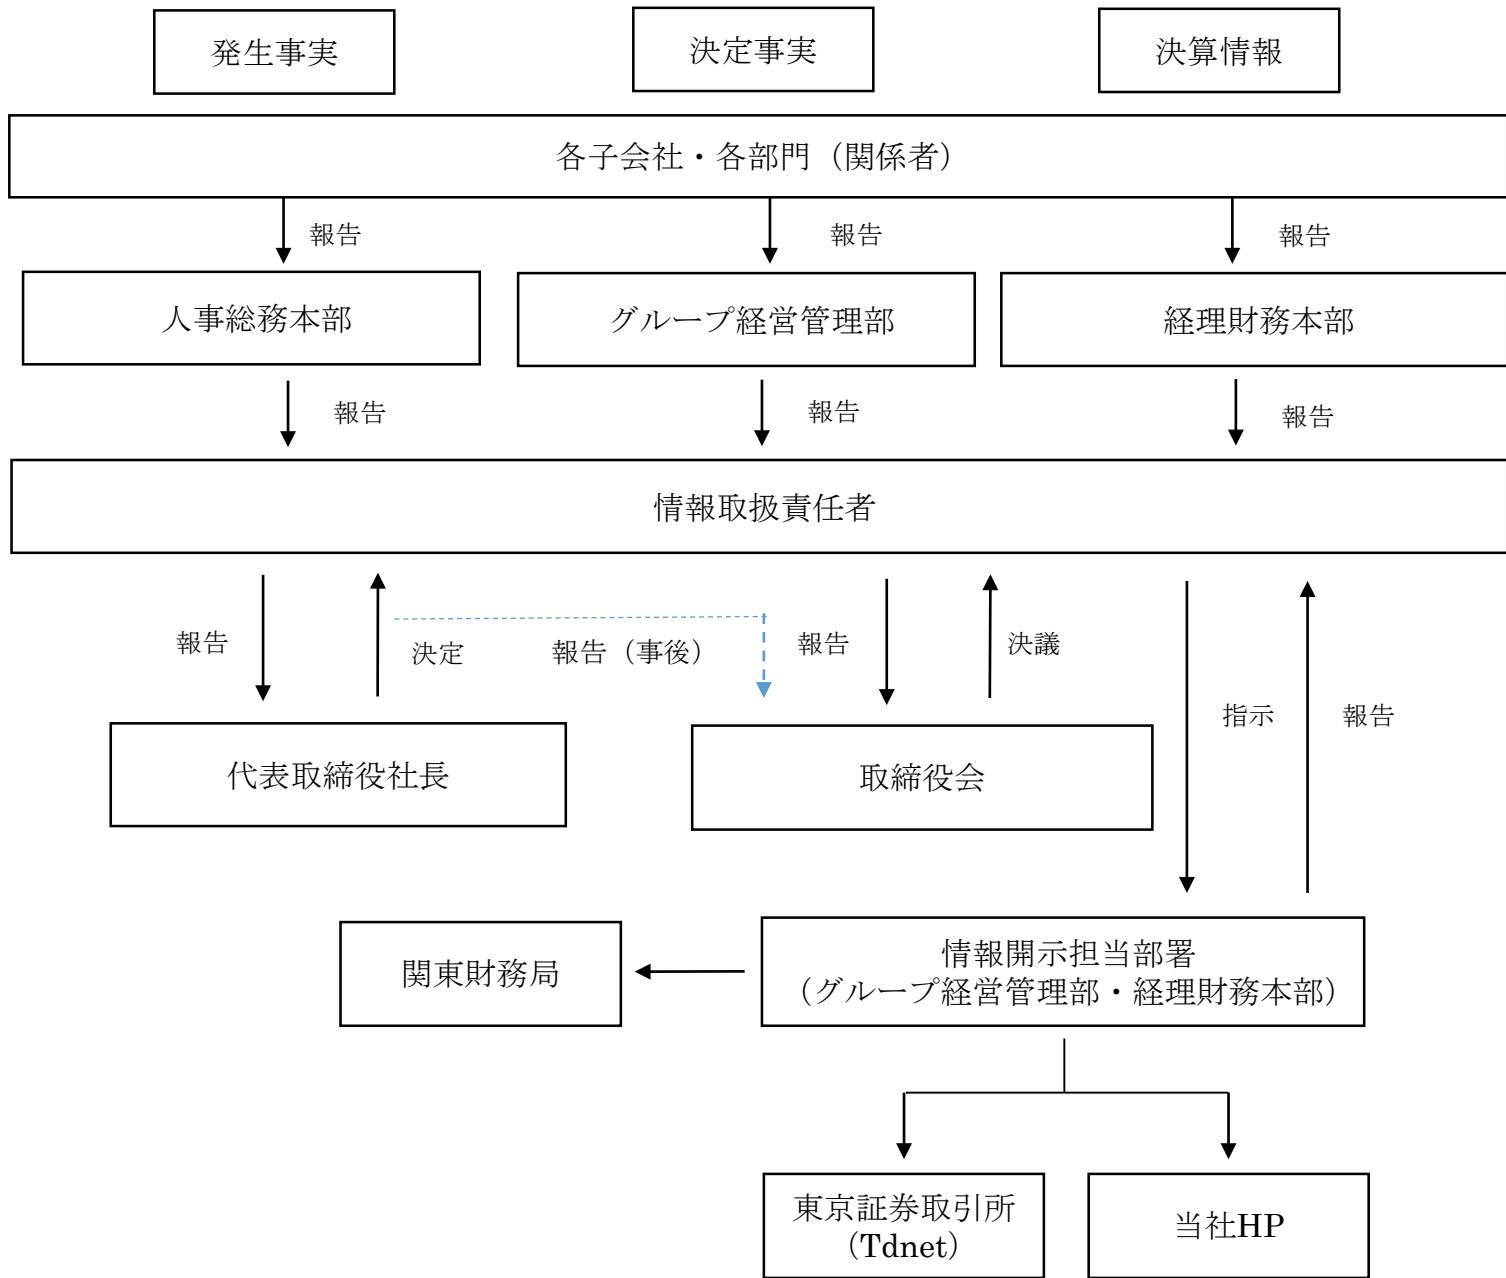 発生事実
決定事実
決算情報
各子会社・各部門（関係者）
報告
報告
報告
人事総務本部
グループ経営管理部
経理財務本部
報告
報告
報告
情報取扱責任者
報告
決定
報告（事後）
報告
決議
指示
報告
代表取締役社長
取締役会
関東財務局
情報開示担当部署
（グループ経営管理部・経理財務本部）
東京証券取引所
（Tdnet）
当社HP